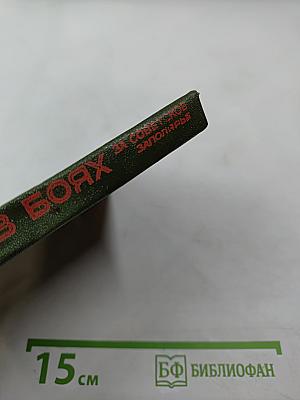 В БОЯХ
ЗА СОВЕТСКОЕ
ЗАПОЛЯРЬЕ
15 см
БФ БИБЛИОФАН